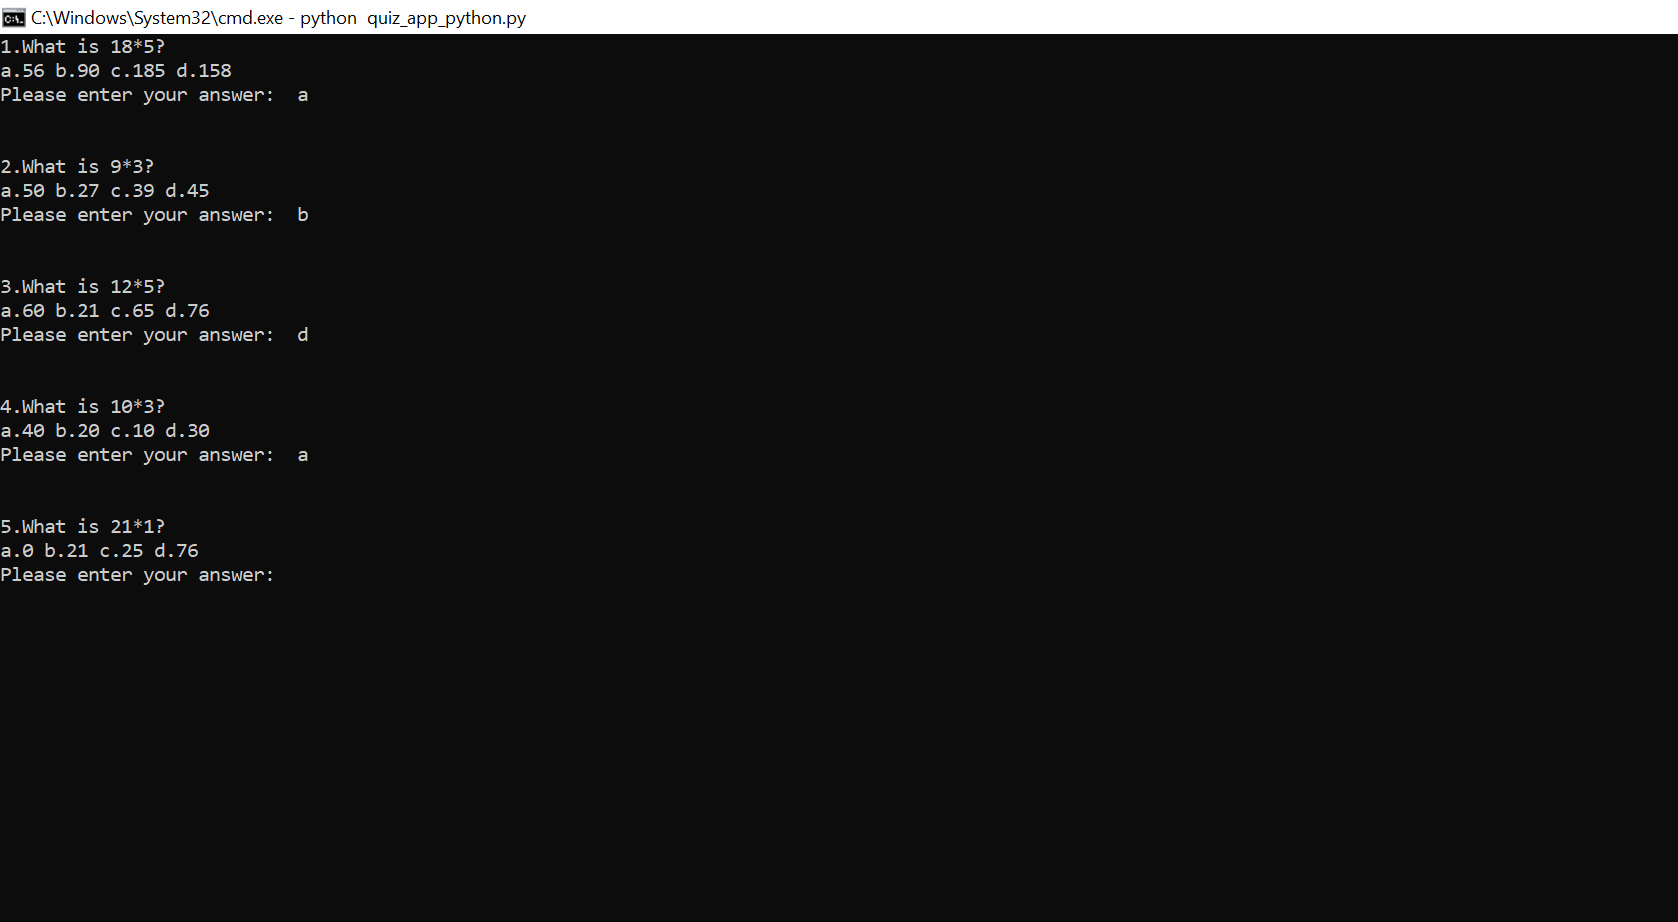 C:\Windows\System32\cmd.exe - python  quiz_app_python.py
1.What is 18*5?
a.56 b.90 c.185 d.158
Please enter your answer:  a
2.What is 9*3?
a.50 b.27 c.39 d.45
Please enter your answer:  b
3.What is 12*5?
a.60 b.21 c.65 d.76
Please enter your answer:  d
4.What is 10*3?
a.40 b.20 c.10 d.30
Please enter your answer:  a
5.What is 21*1?
a.0 b.21 c.25 d.76
Please enter your answer: